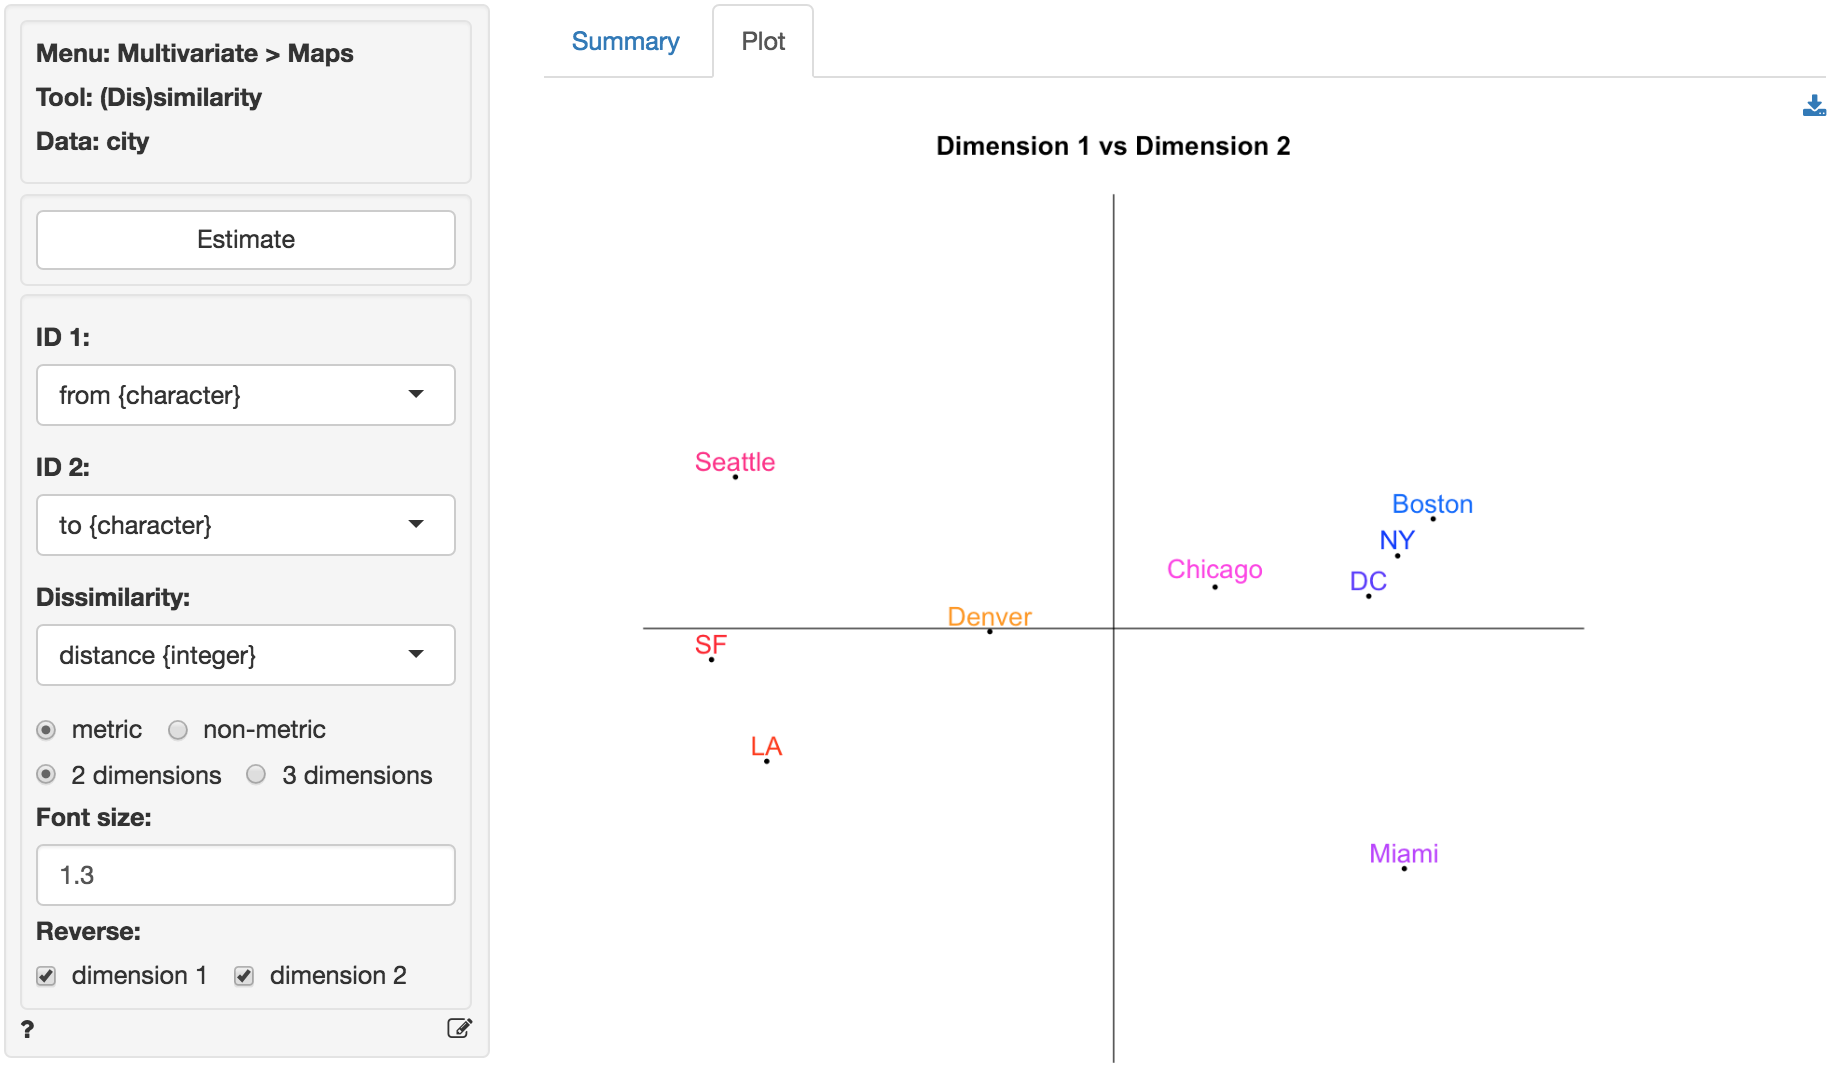 Menu: Multivariate > Maps
Tool: (Dis)similarity
Data: city
Estimate
ID 1:
from {character}
ID 2:
to {character}
Dissimilarity:
distance {integer}
metric non-metric
2 dimensions 3 dimensions
Font size:
1.3
Reverse:
dimension 1 dimension 2
?
Summary Plot
Dimension 1 vs Dimension 2
Seattle
Boston
NY
Chicago
DC
Denver
SF
LA
Miami